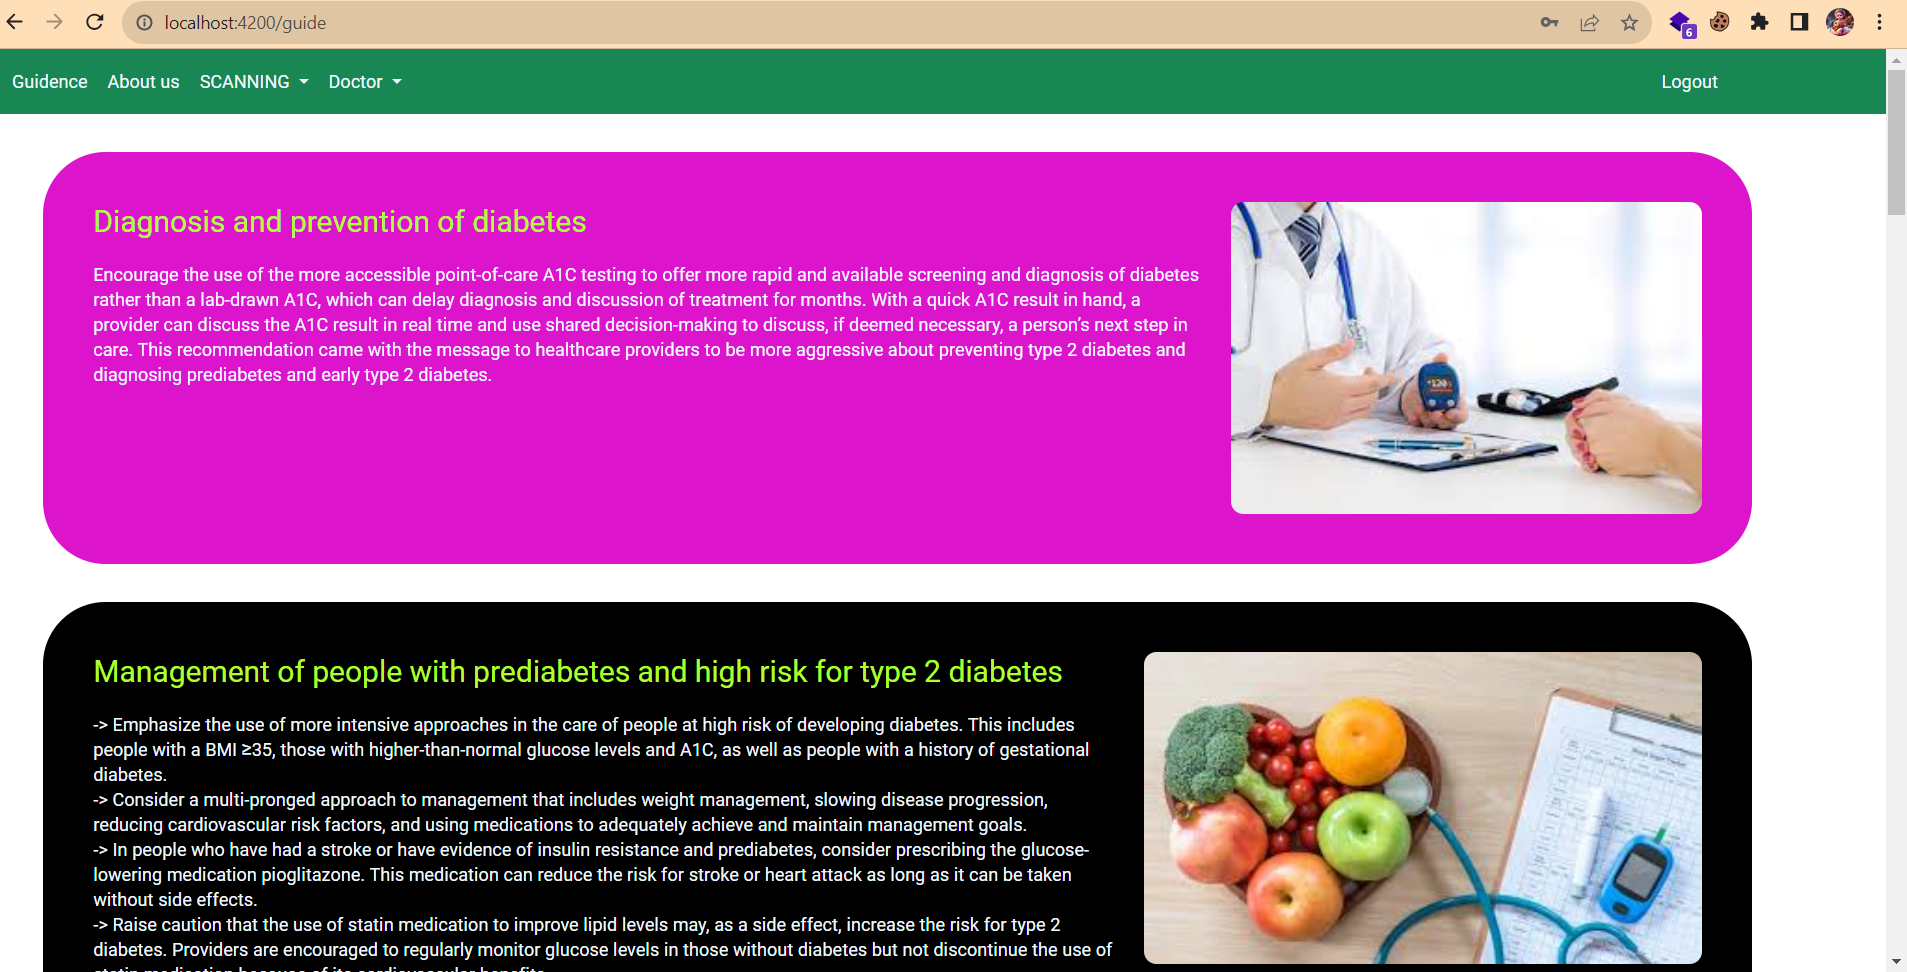 localhost:4200/guide
6
Guidence About us SCANNING Doctor Logout
Diagnosis and prevention of diabetes
Encourage the use of the more accessible point-of-care A1C testing to offer more rapid and available screening and diagnosis of diabetes
rather than a lab-drawn A1C, which can delay diagnosis and discussion of treatment for months. With a quick A1C result in hand, a
provider can discuss the A1C result in real time and use shared decision-making to discuss, if deemed necessary, a person’s next step in
care. This recommendation came with the message to healthcare providers to be more aggressive about preventing type 2 diabetes and
diagnosing prediabetes and early type 2 diabetes.
120
Management of people with prediabetes and high risk for type 2 diabetes
-> Emphasize the use of more intensive approaches in the care of people at high risk of developing diabetes. This includes
people with a BMI ≥35, those with higher-than-normal glucose levels and A1C, as well as people with a history of gestational
diabetes.
-> Consider a multi-pronged approach to management that includes weight management, slowing disease progression,
reducing cardiovascular risk factors, and using medications to adequately achieve and maintain management goals.
-> In people who have had a stroke or have evidence of insulin resistance and prediabetes, consider prescribing the glucose-
lowering medication pioglitazone. This medication can reduce the risk for stroke or heart attack as long as it can be taken
without side effects.
-> Raise caution that the use of statin medication to improve lipid levels may, as a side effect, increase the risk for type 2
diabetes. Providers are encouraged to regularly monitor glucose levels in those without diabetes but not discontinue the use of
statin medication because of its cardiovascular benefits.